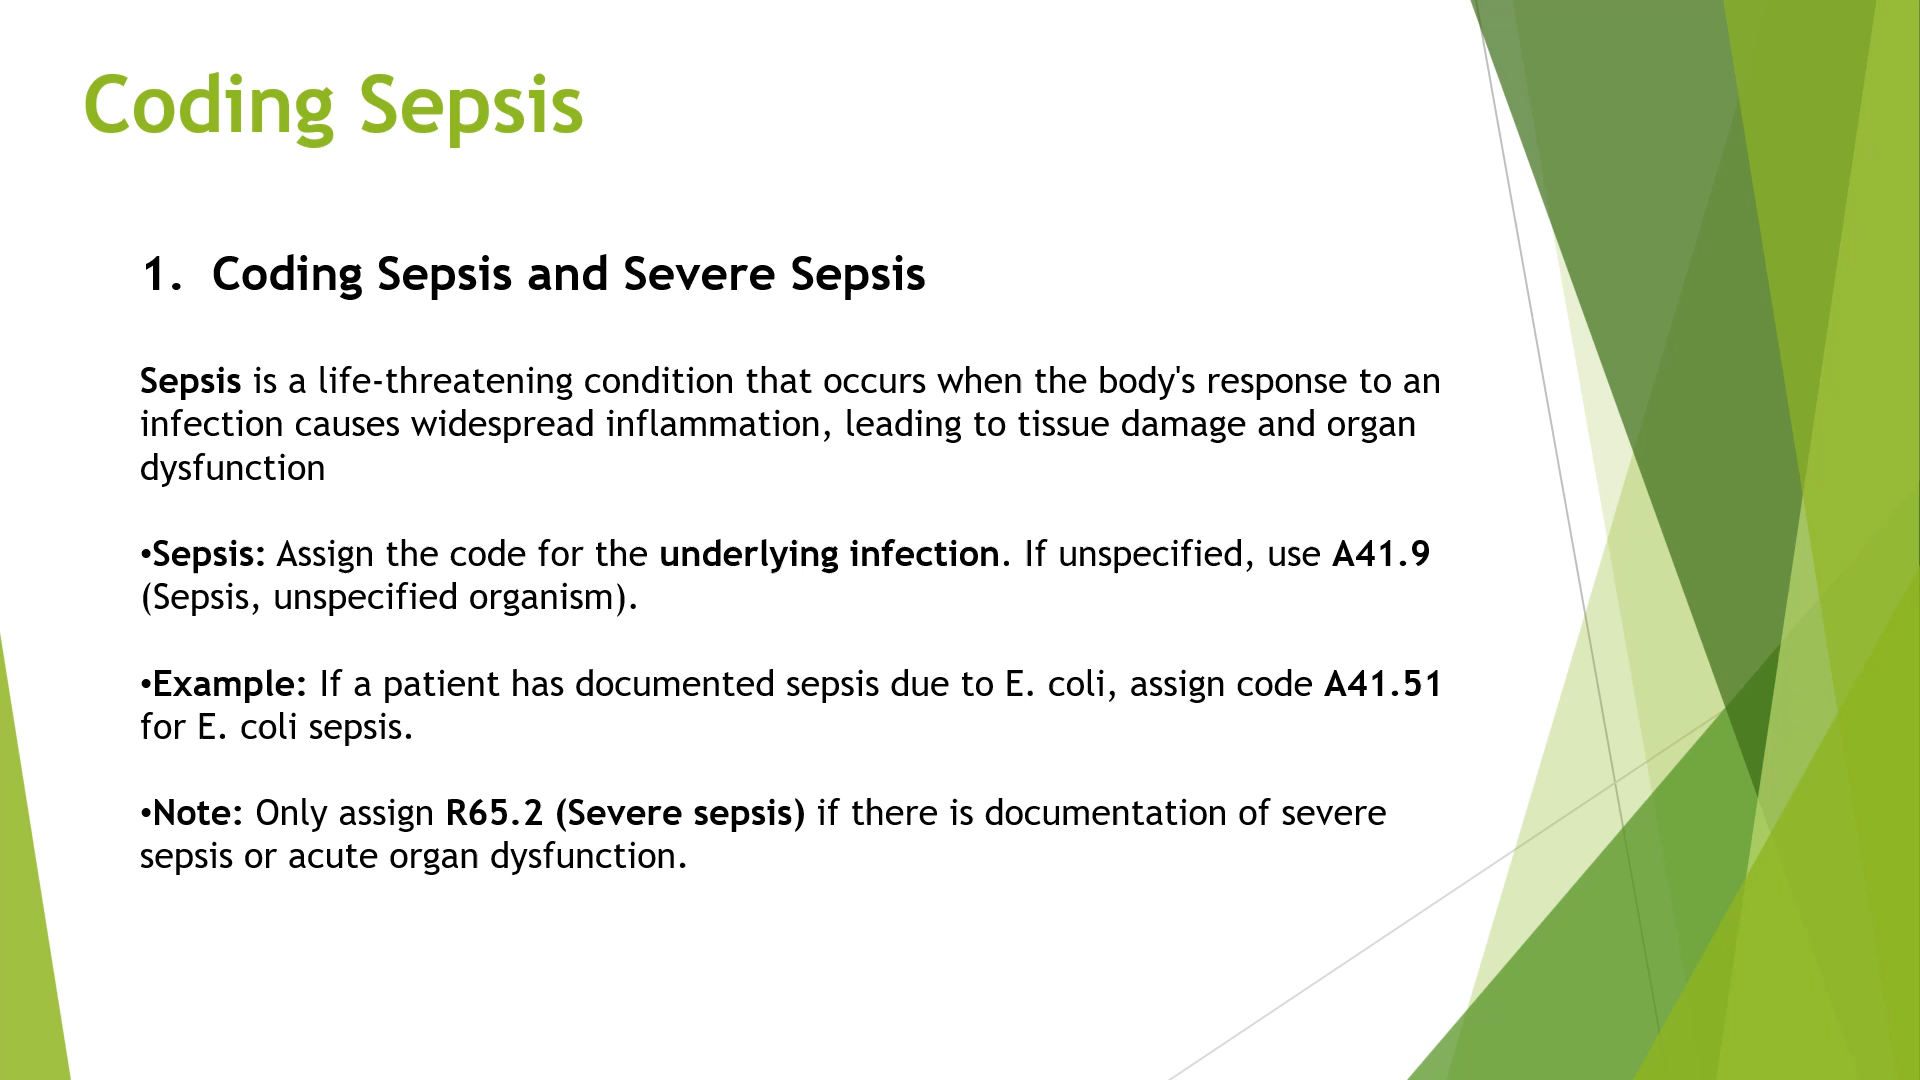 Coding Sepsis
1. Coding Sepsis and Severe Sepsis
Sepsis is a life-threatening condition that occurs when the body's response to an
infection causes widespread inflammation, leading to tissue damage and organ
dysfunction
•Sepsis: Assign the code for the underlying infection. If unspecified, use A41.9
(Sepsis, unspecified organism).
•Example: If a patient has documented sepsis due to E. coli, assign code A41.51
for E. coli sepsis.
•Note: Only assign R65.2 (Severe sepsis) if there is documentation of severe
sepsis or acute organ dysfunction.